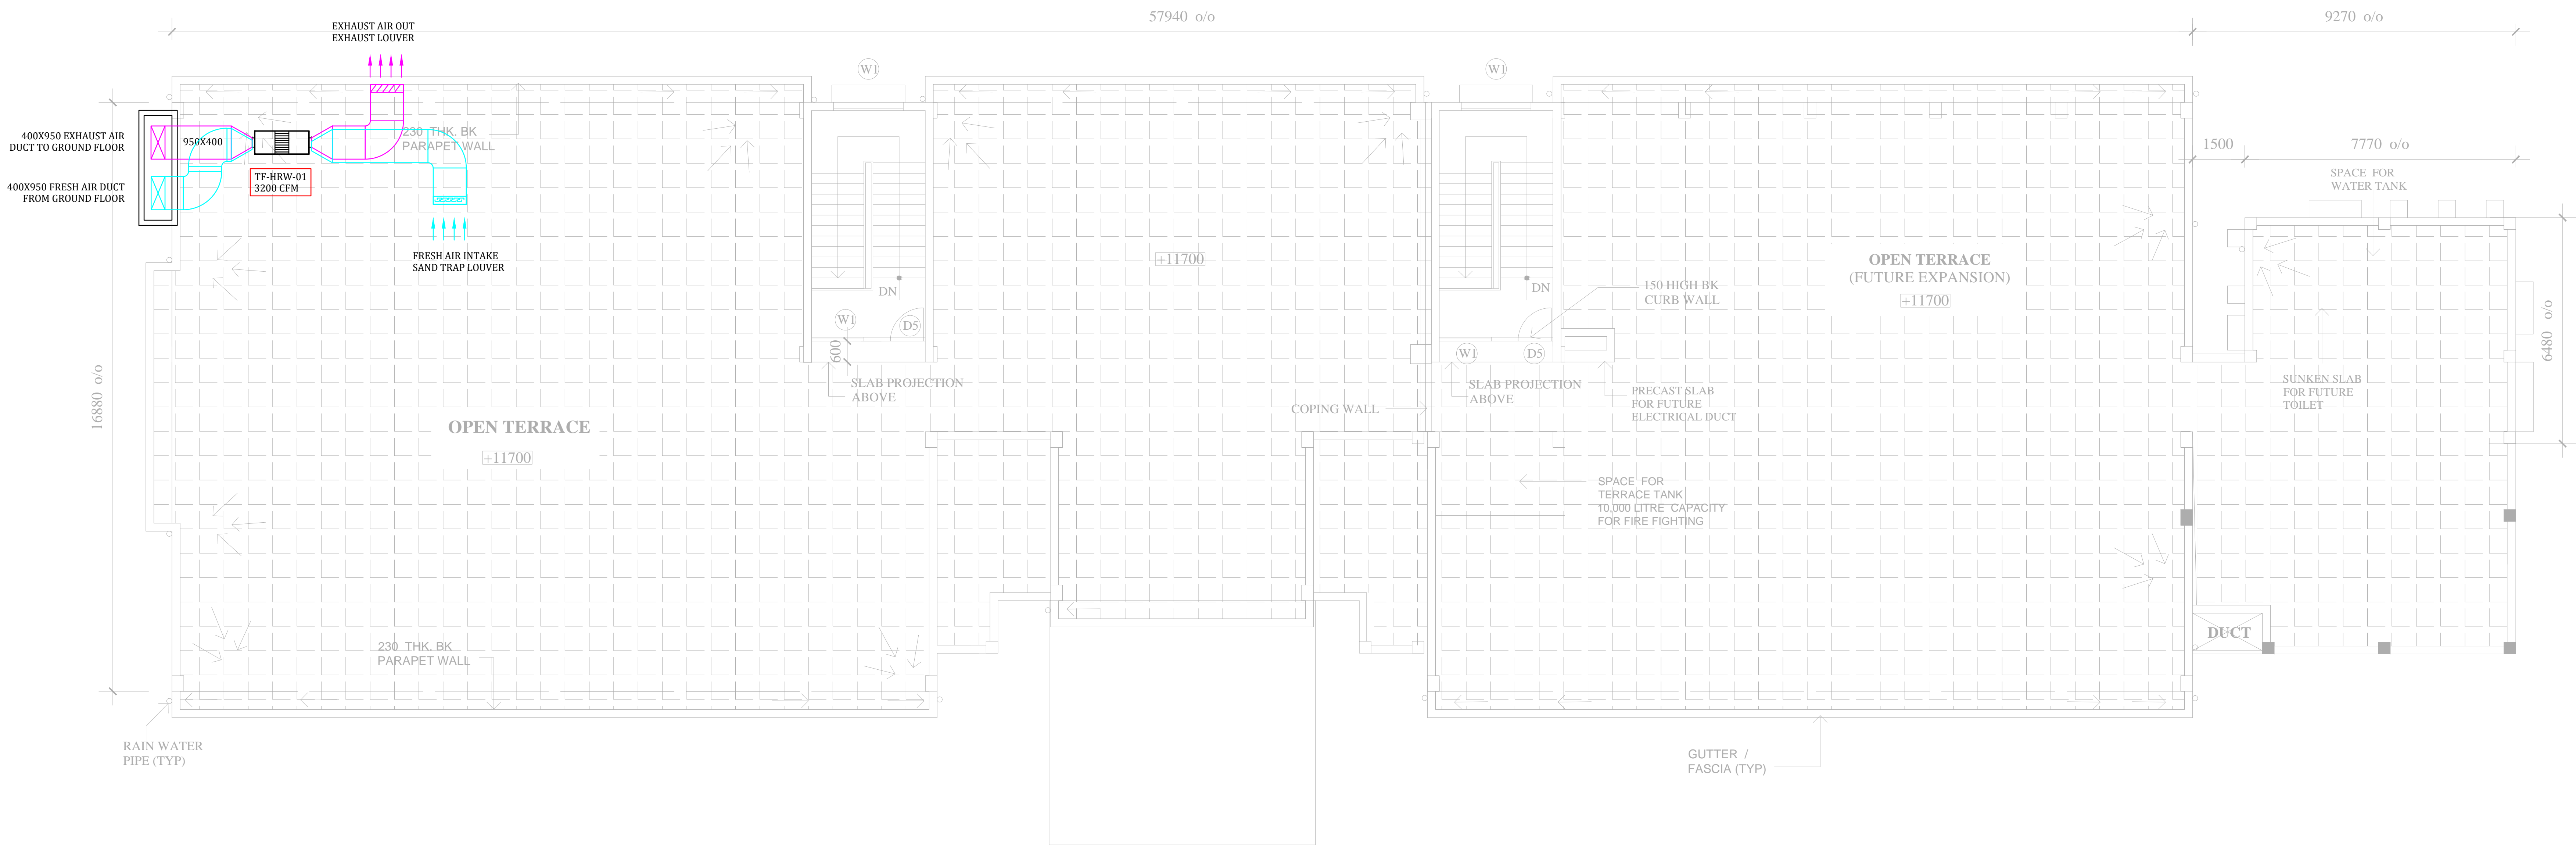 57940 o/o
9270 o/o
EXHAUST AIR OUT
EXHAUST LOUVER
W1
W1
400X950 EXHAUST AIR
DUCT TO GROUND FLOOR
950X400
230 THK. BK
PARAPET WALL
1500
7770 o/o
SPACE FOR
WATER TANK
400X950 FRESH AIR DUCT
FROM GROUND FLOOR
TF-HRW-01
3200 CFM
FRESH AIR INTAKE
SAND TRAP LOUVER
+11700
OPEN TERRACE
(FUTURE EXPANSION)
+11700
DN
DN
150 HIGH BK
CURB WALL
W1
D5
600
W1
D5
6480 o/o
SLAB PROJECTION
ABOVE
SLAB PROJECTION
ABOVE
PRECAST SLAB
FOR FUTURE
ELECTRICAL DUCT
SUNKEN SLAB
FOR FUTURE
TOILET
16880 o/o
COPING WALL
OPEN TERRACE
+11700
SPACE FOR
TERRACE TANK
10,000 LITRE CAPACITY
FOR FIRE FIGHTING
DUCT
230 THK. BK
PARAPET WALL
RAIN WATER
PIPE (TYP)
GUTTER /
FASCIA (TYP)